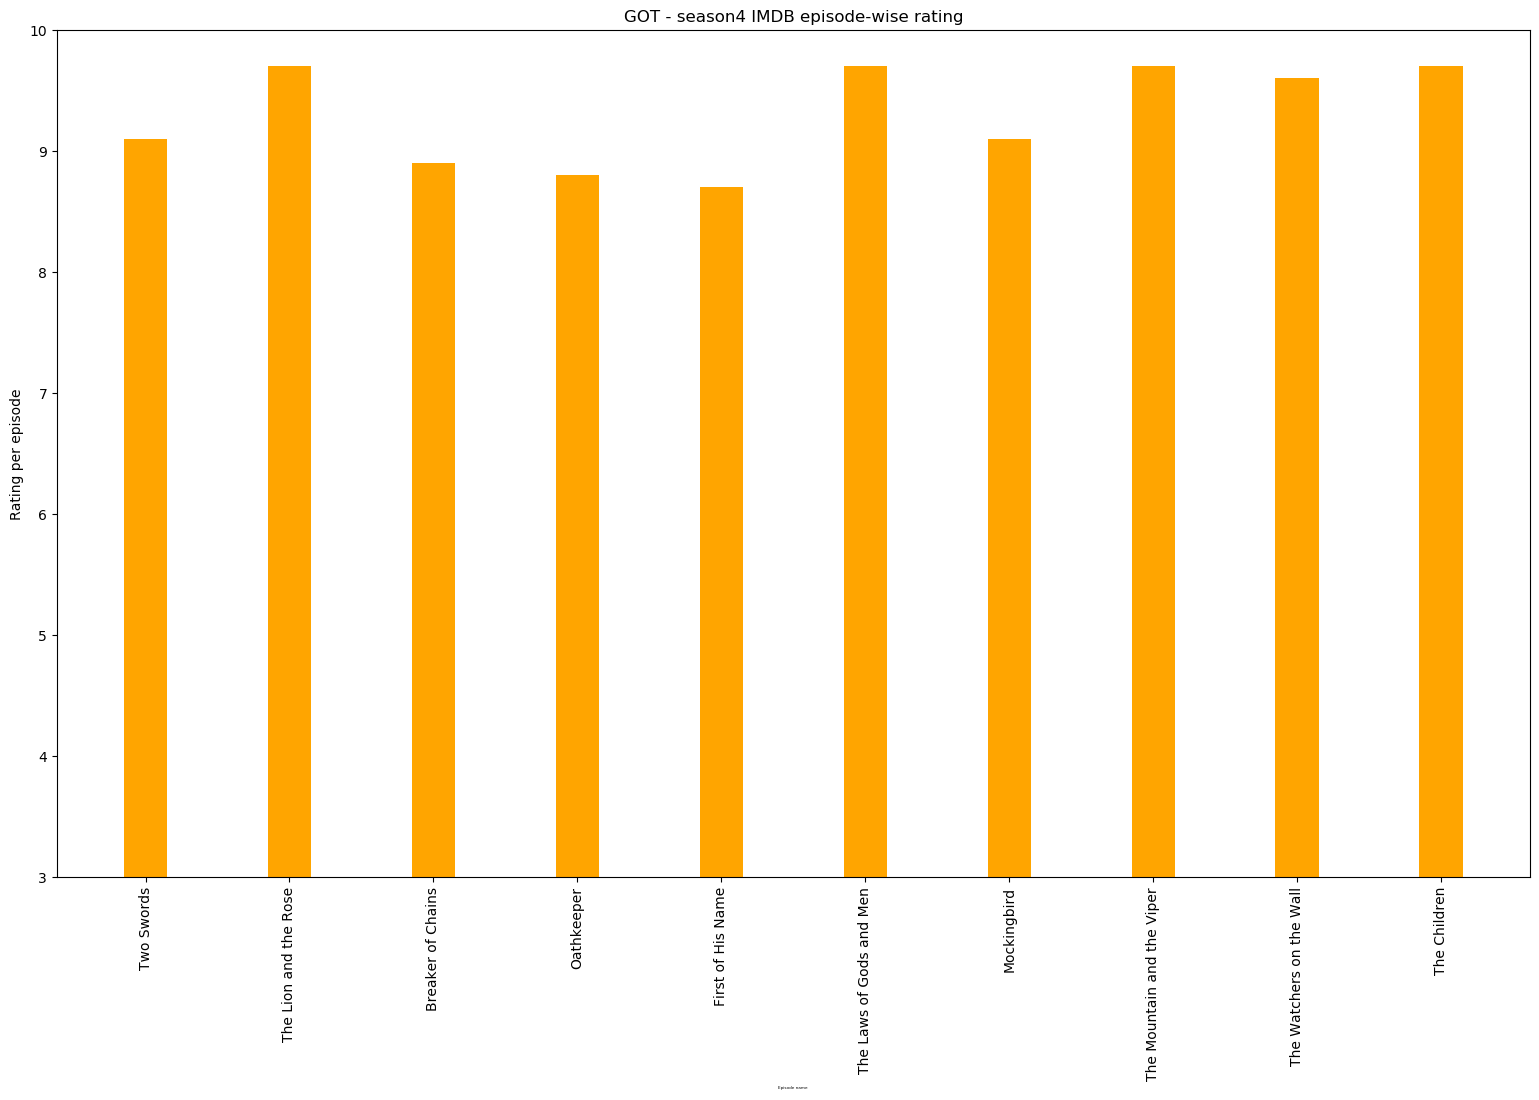 GOT - season4 IMDB episode-wise rating
10
9
8
7
6
5
4
3
Rating per episode
Two Swords
The Lion and the Rose
Breaker of Chains
Oathkeeper
First of His Name
The Laws of Gods and Men
Mockingbird
The Mountain and the Viper
The Watchers on the Wall
The Children
Episode name